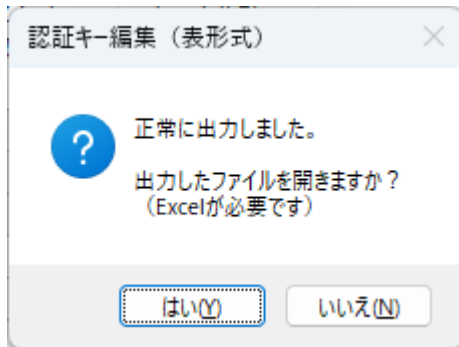 認証キー編集（表形式）
正常に出力しました。
出力したファイルを開きますか？
（Excelが必要です）
はい(Y)
いいえ(N)